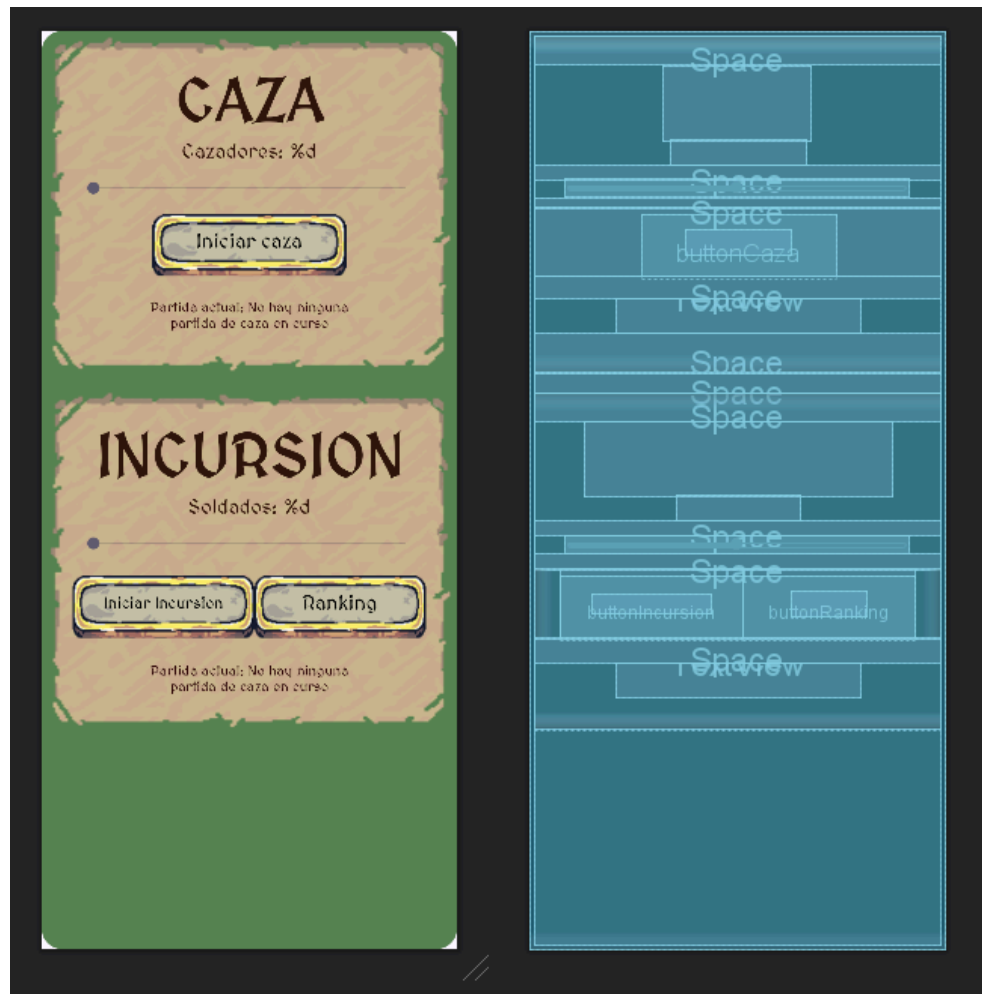 CAZA
Cazadores: %d
Iniciar caza
Partida actual: No hay ninguna
partida de caza en curso
INCURSION
Soldados: %d
Iniciar Incursion
Ranking
Partida actual: No hay ninguna
partida de caza en curso
Space
Space
Space
buttonCaza
Space
TextView
Space
Space
Space
Space
Space
buttonIncursion
buttonRanking
Space
TextView